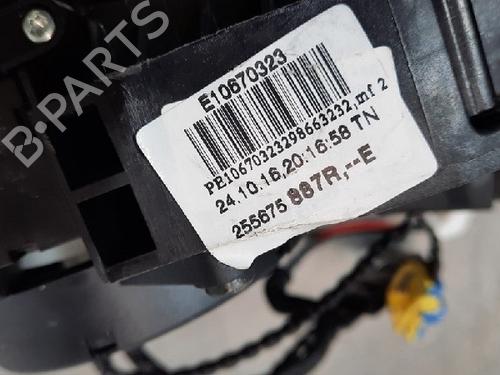 B-PARTS
E10670323
PE10670323298663232,mf 2
24.10.16,20:16:58 TN
255675 887R,--E